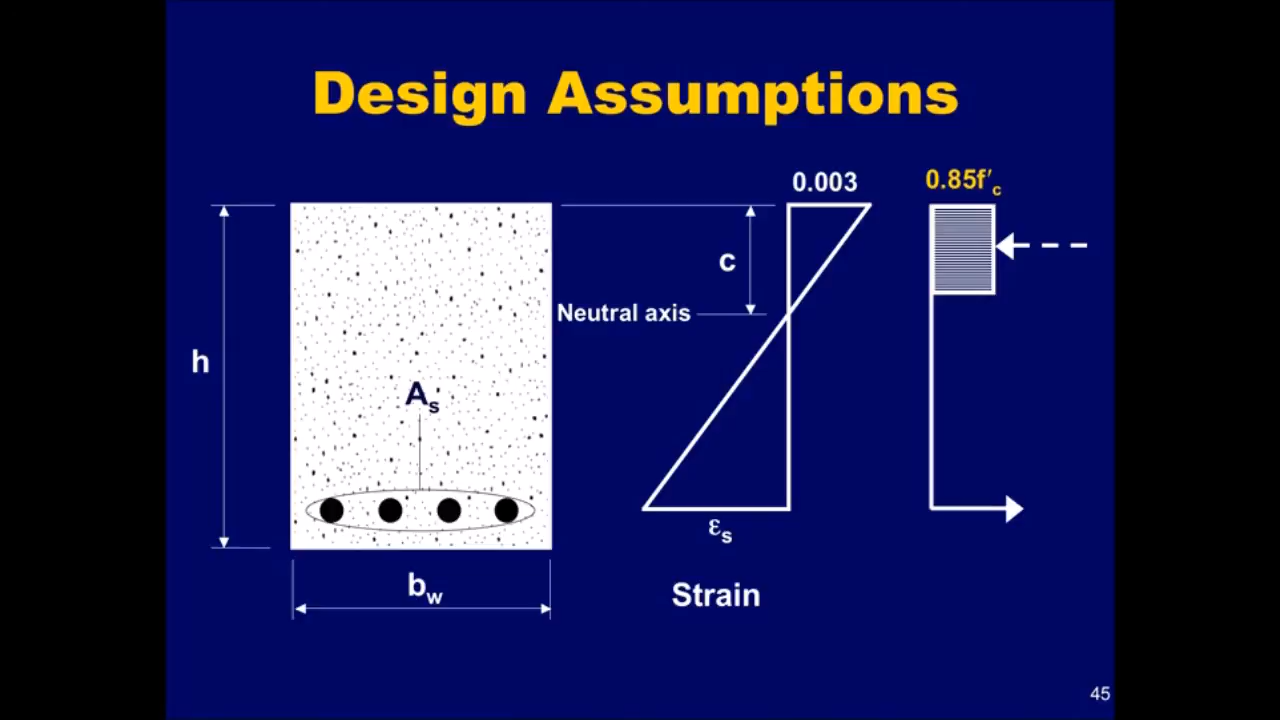 Design Assumptions
0.003
0.85f′c
c
Neutral axis
h
As
εs
bw
Strain
45